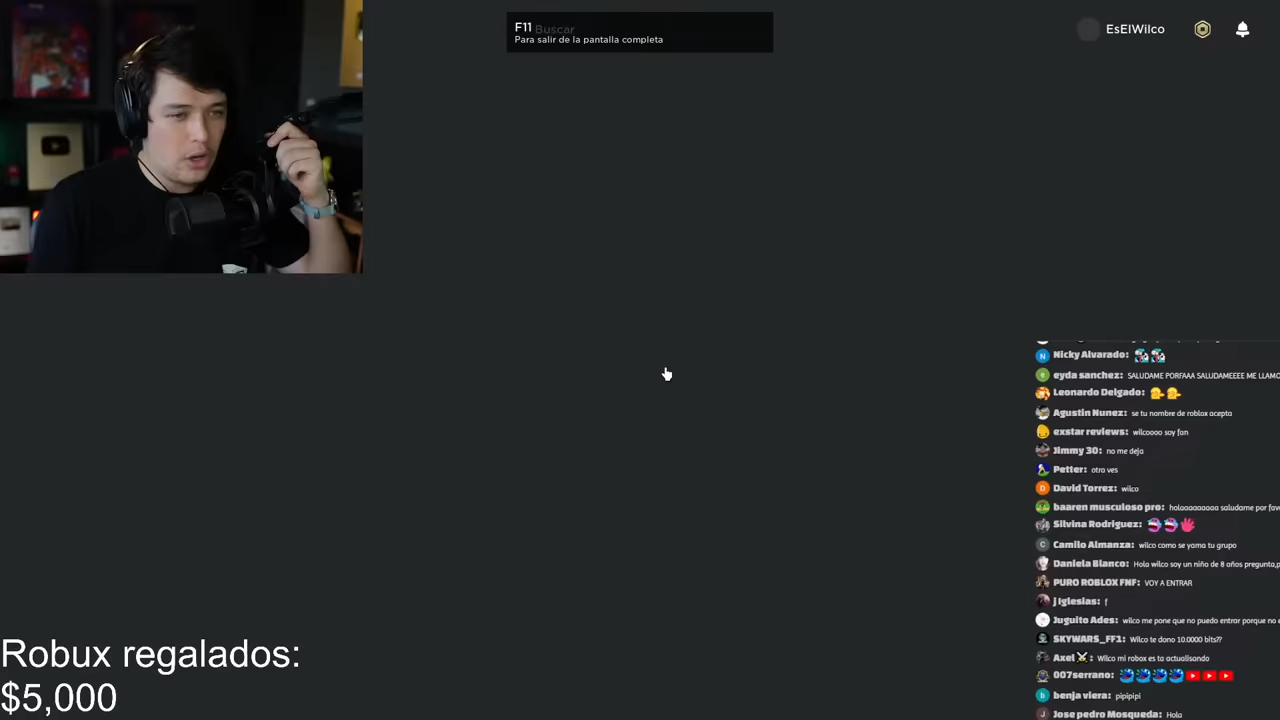 F11 Buscar
Para salir de la pantalla completa
EsElWilco
Nicky Alvarado:
eyda sanchez: SALUDAME PORFAAA SALUDAMEEEE ME LLAMO
Leonardo Delgado:
Agustin Nunez: se tu nombre de roblox acepta
exstar reviews: wilcoooo soy fan
Jimmy 30: no me deja
Petter: otra ves
David Torrez: wilco
baaren musculoso pro: holaaaaaaaaa saludame por fav
Silvina Rodriguez:
Camilo Almanza: wilco como se yama tu grupo
Daniela Blanco: Hola wilco soy un niño de 8 años pregunta,p
PURO ROBLOX FNF: VOY A ENTRAR
j Iglesias: f
Juguito Ades: wilco me pone que no puedo entrar porque no e
SKYWARS_FF1: Wilco te dono 10.0000 bits??
Axel: Wilco mi robox es ta actualisando
007serrano:
benja viera: pipipipi
Jose pedro Mosqueda: Hola
Robux regalados:
$5,000